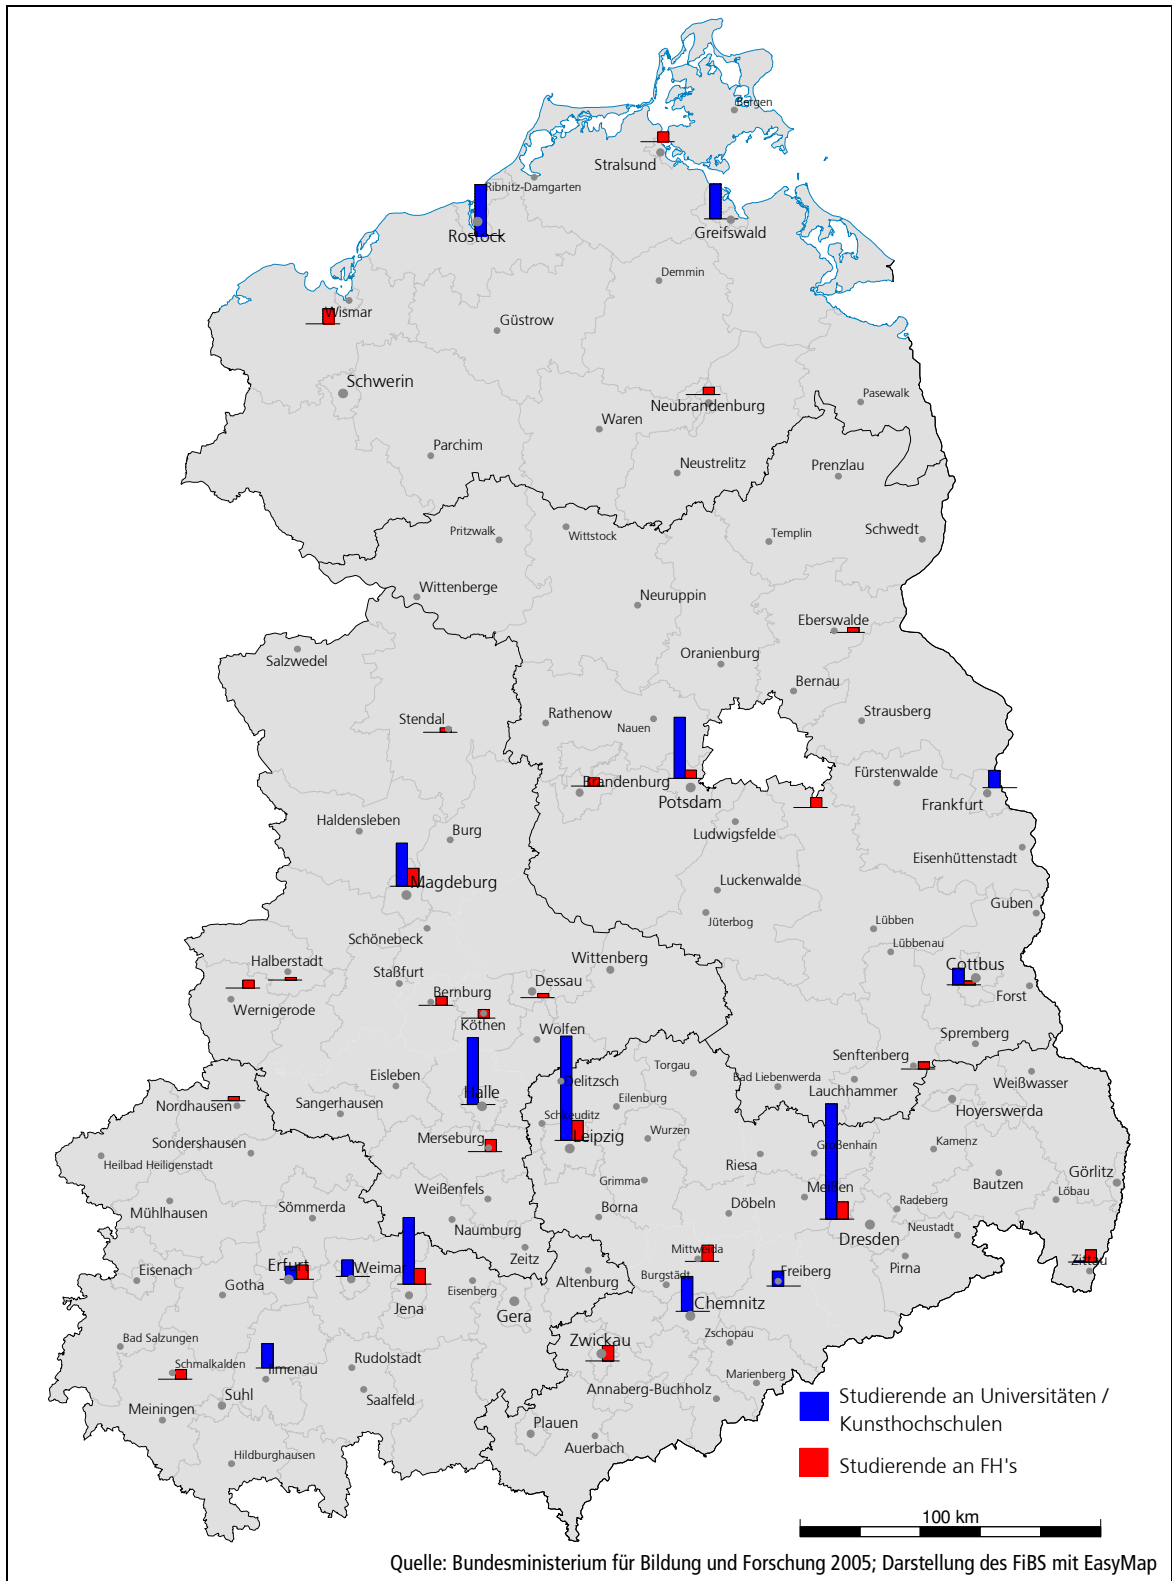 Bergen
Stralsund
Ribnitz-Damgarten
Rostock
Greifswald
Demmin
Wismar
Güstrow
Schwerin
Pasewalk
Neubrandenburg
Waren
Parchim
Neustrelitz
Prenzlau
Pritzwalk
Wittstock
Templin
Schwedt
Wittenberge
Neuruppin
Eberswalde
Salzwedel
Oranienburg
Bernau
Stendal
Rathenow
Nauen
Strausberg
Brandenburg
Potsdam
Fürstenwalde
Frankfurt
Haldensleben
Burg
Ludwigsfelde
Eisenhüttenstadt
Magdeburg
Luckenwalde
Jüterbog
Guben
Schönebeck
Lübben
Lübbenau
Halberstadt
Staßfurt
Wittenberg
Cottbus
Dessau
Bernburg
Forst
Wernigerode
Köthen
Wolfen
Spremberg
Senftenberg
Torgau
Eisleben
Delitzsch
Bad Liebenwerda
Weißwasser
Lauchhammer
Halle
Eilenburg
Nordhausen
Sangerhausen
Hoyerswerda
Schkeuditz
Wurzen
Leipzig
Merseburg
Sondershausen
Großenhain
Kamenz
Heilbad Heiligenstadt
Riesa
Görlitz
Grimma
Weißenfels
Meißen
Bautzen
Löbau
Mühlhausen
Sömmerda
Borna
Döbeln
Radeberg
Naumburg
Neustadt
Dresden
Zeitz
Mittweida
Zittau
Erfurt
Weimar
Eisenach
Gotha
Altenburg
Burgstädt
Freiberg
Pirna
Jena
Eisenberg
Gera
Chemnitz
Bad Salzungen
Zwickau
Zschopau
Schmalkalden
Ilmenau
Rudolstadt
Marienberg
Suhl
Saalfeld
Annaberg-Buchholz
Meiningen
Plauen
Auerbach
Hildburghausen
Studierende an Universitäten /
Kunsthochschulen
Studierende an FH's
100 km
Quelle: Bundesministerium für Bildung und Forschung 2005; Darstellung des FiBS mit EasyMap